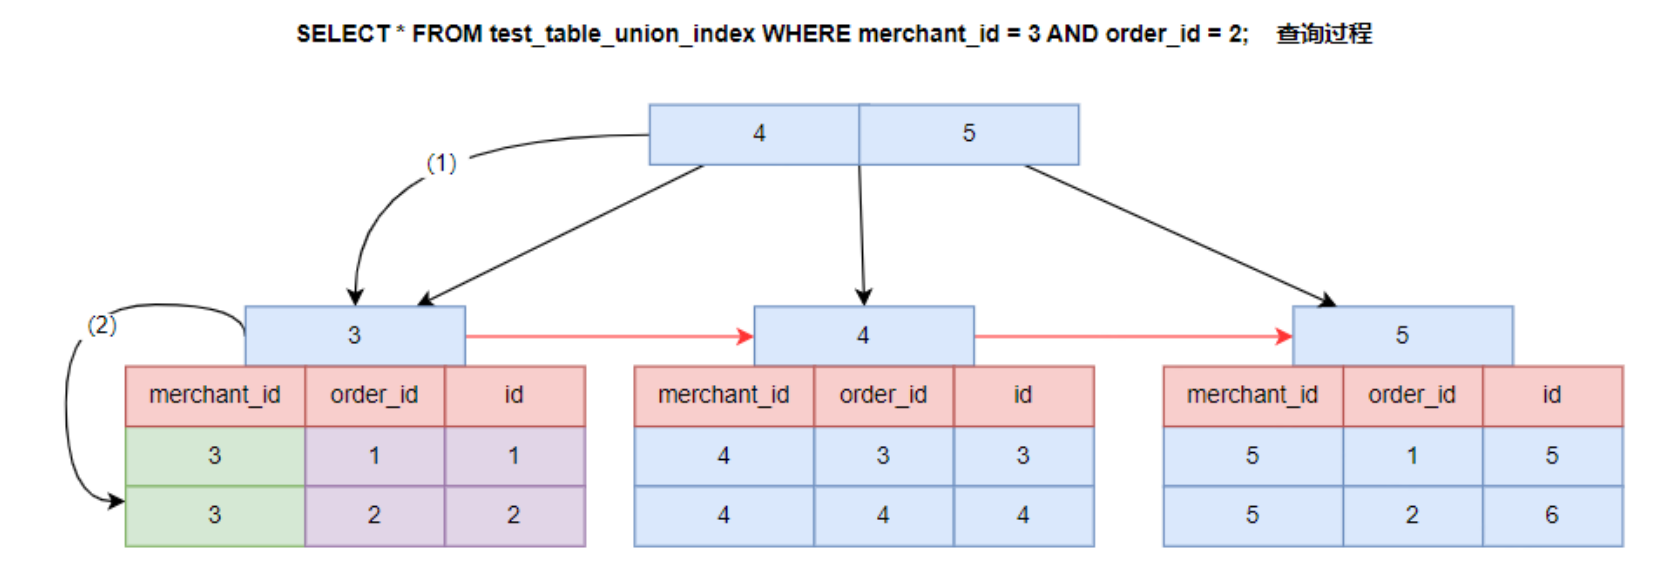 SELECT * FROM test_table_union_index WHERE merchant_id = 3 AND order_id = 2; 查询过程
4 5
(1)
(2)
3 4 5
merchant_id order_id id merchant_id order_id id merchant_id order_id id
3 1 1 4 3 3 5 1 5
3 2 2 4 4 4 5 2 6